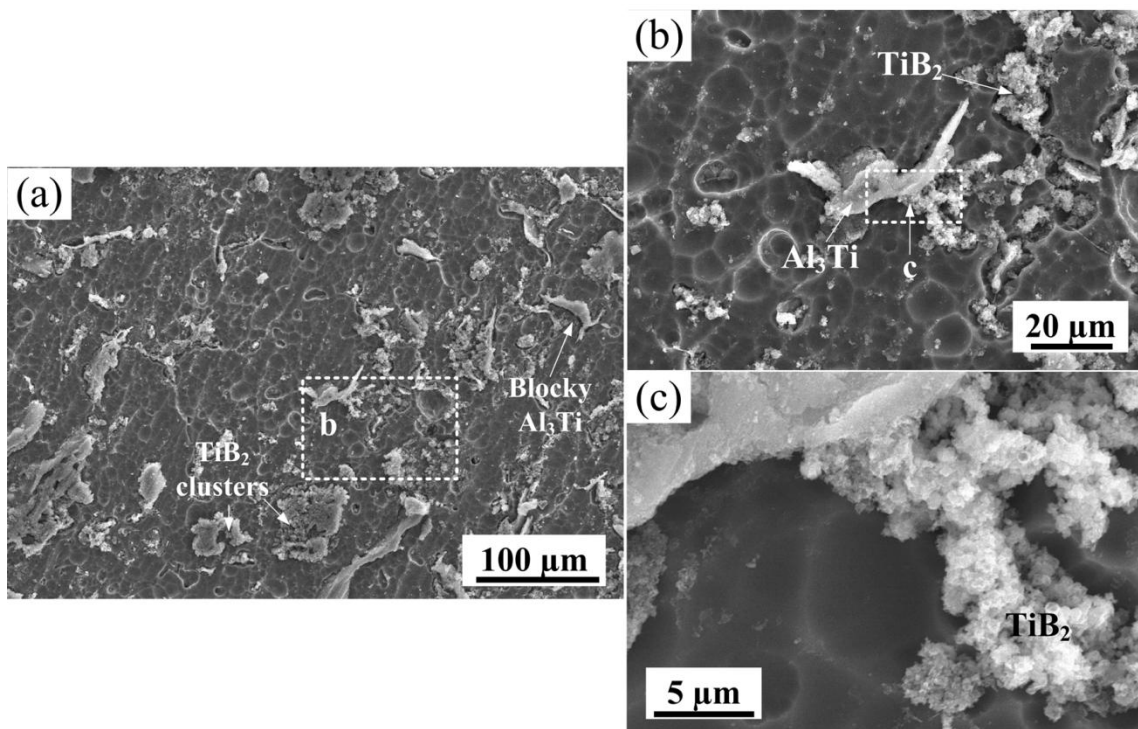 (a)
b
Blocky
Al₃Ti
TiB₂
clusters
100 μm
(b)
TiB₂
Al₃Ti
c
20 μm
(c)
TiB₂
5 μm